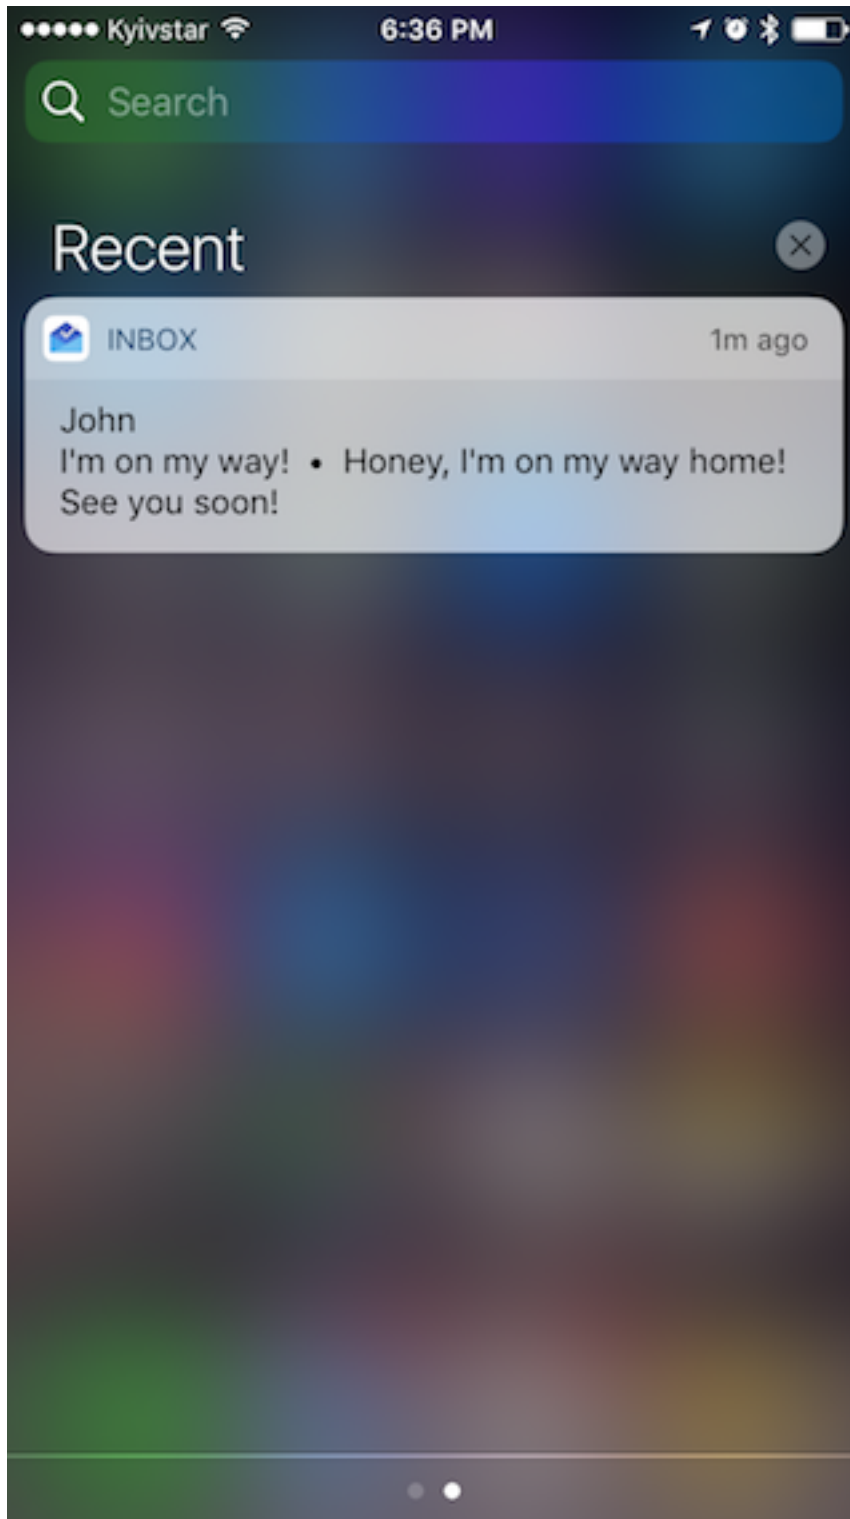 Kyivstar 6:36 PM
Search
Recent
INBOX 1m ago
John
I'm on my way! • Honey, I'm on my way home!
See you soon!